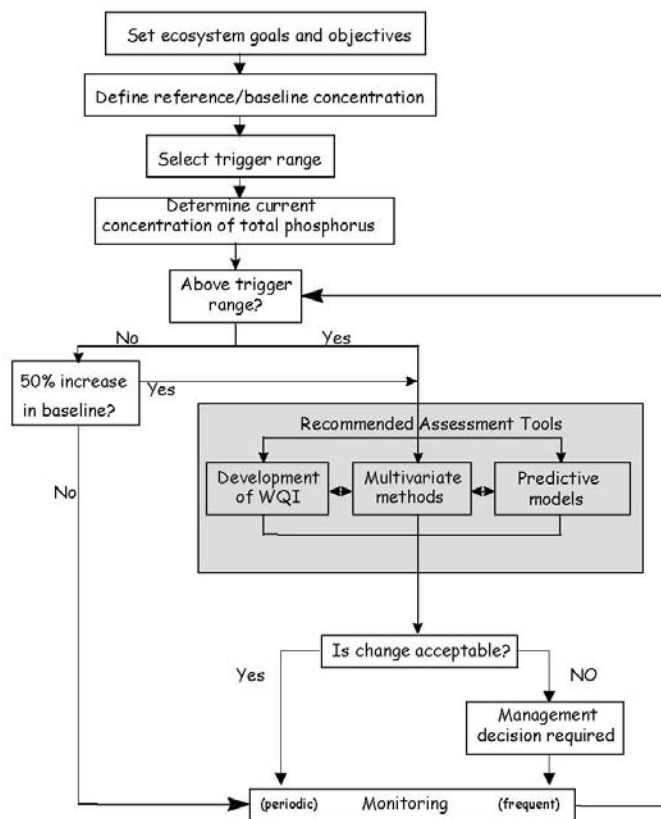 Set ecosystem goals and objectives
Define reference/baseline concentration
Select trigger range
Determine current
concentration of total phosphorus
Above trigger
range?
No
Yes
50% increase
in baseline?
Yes
No
Recommended Assessment Tools
Development
of WQI
Multivariate
methods
Predictive
models
Is change acceptable?
Yes
NO
Management
decision required
(periodic) Monitoring (frequent)